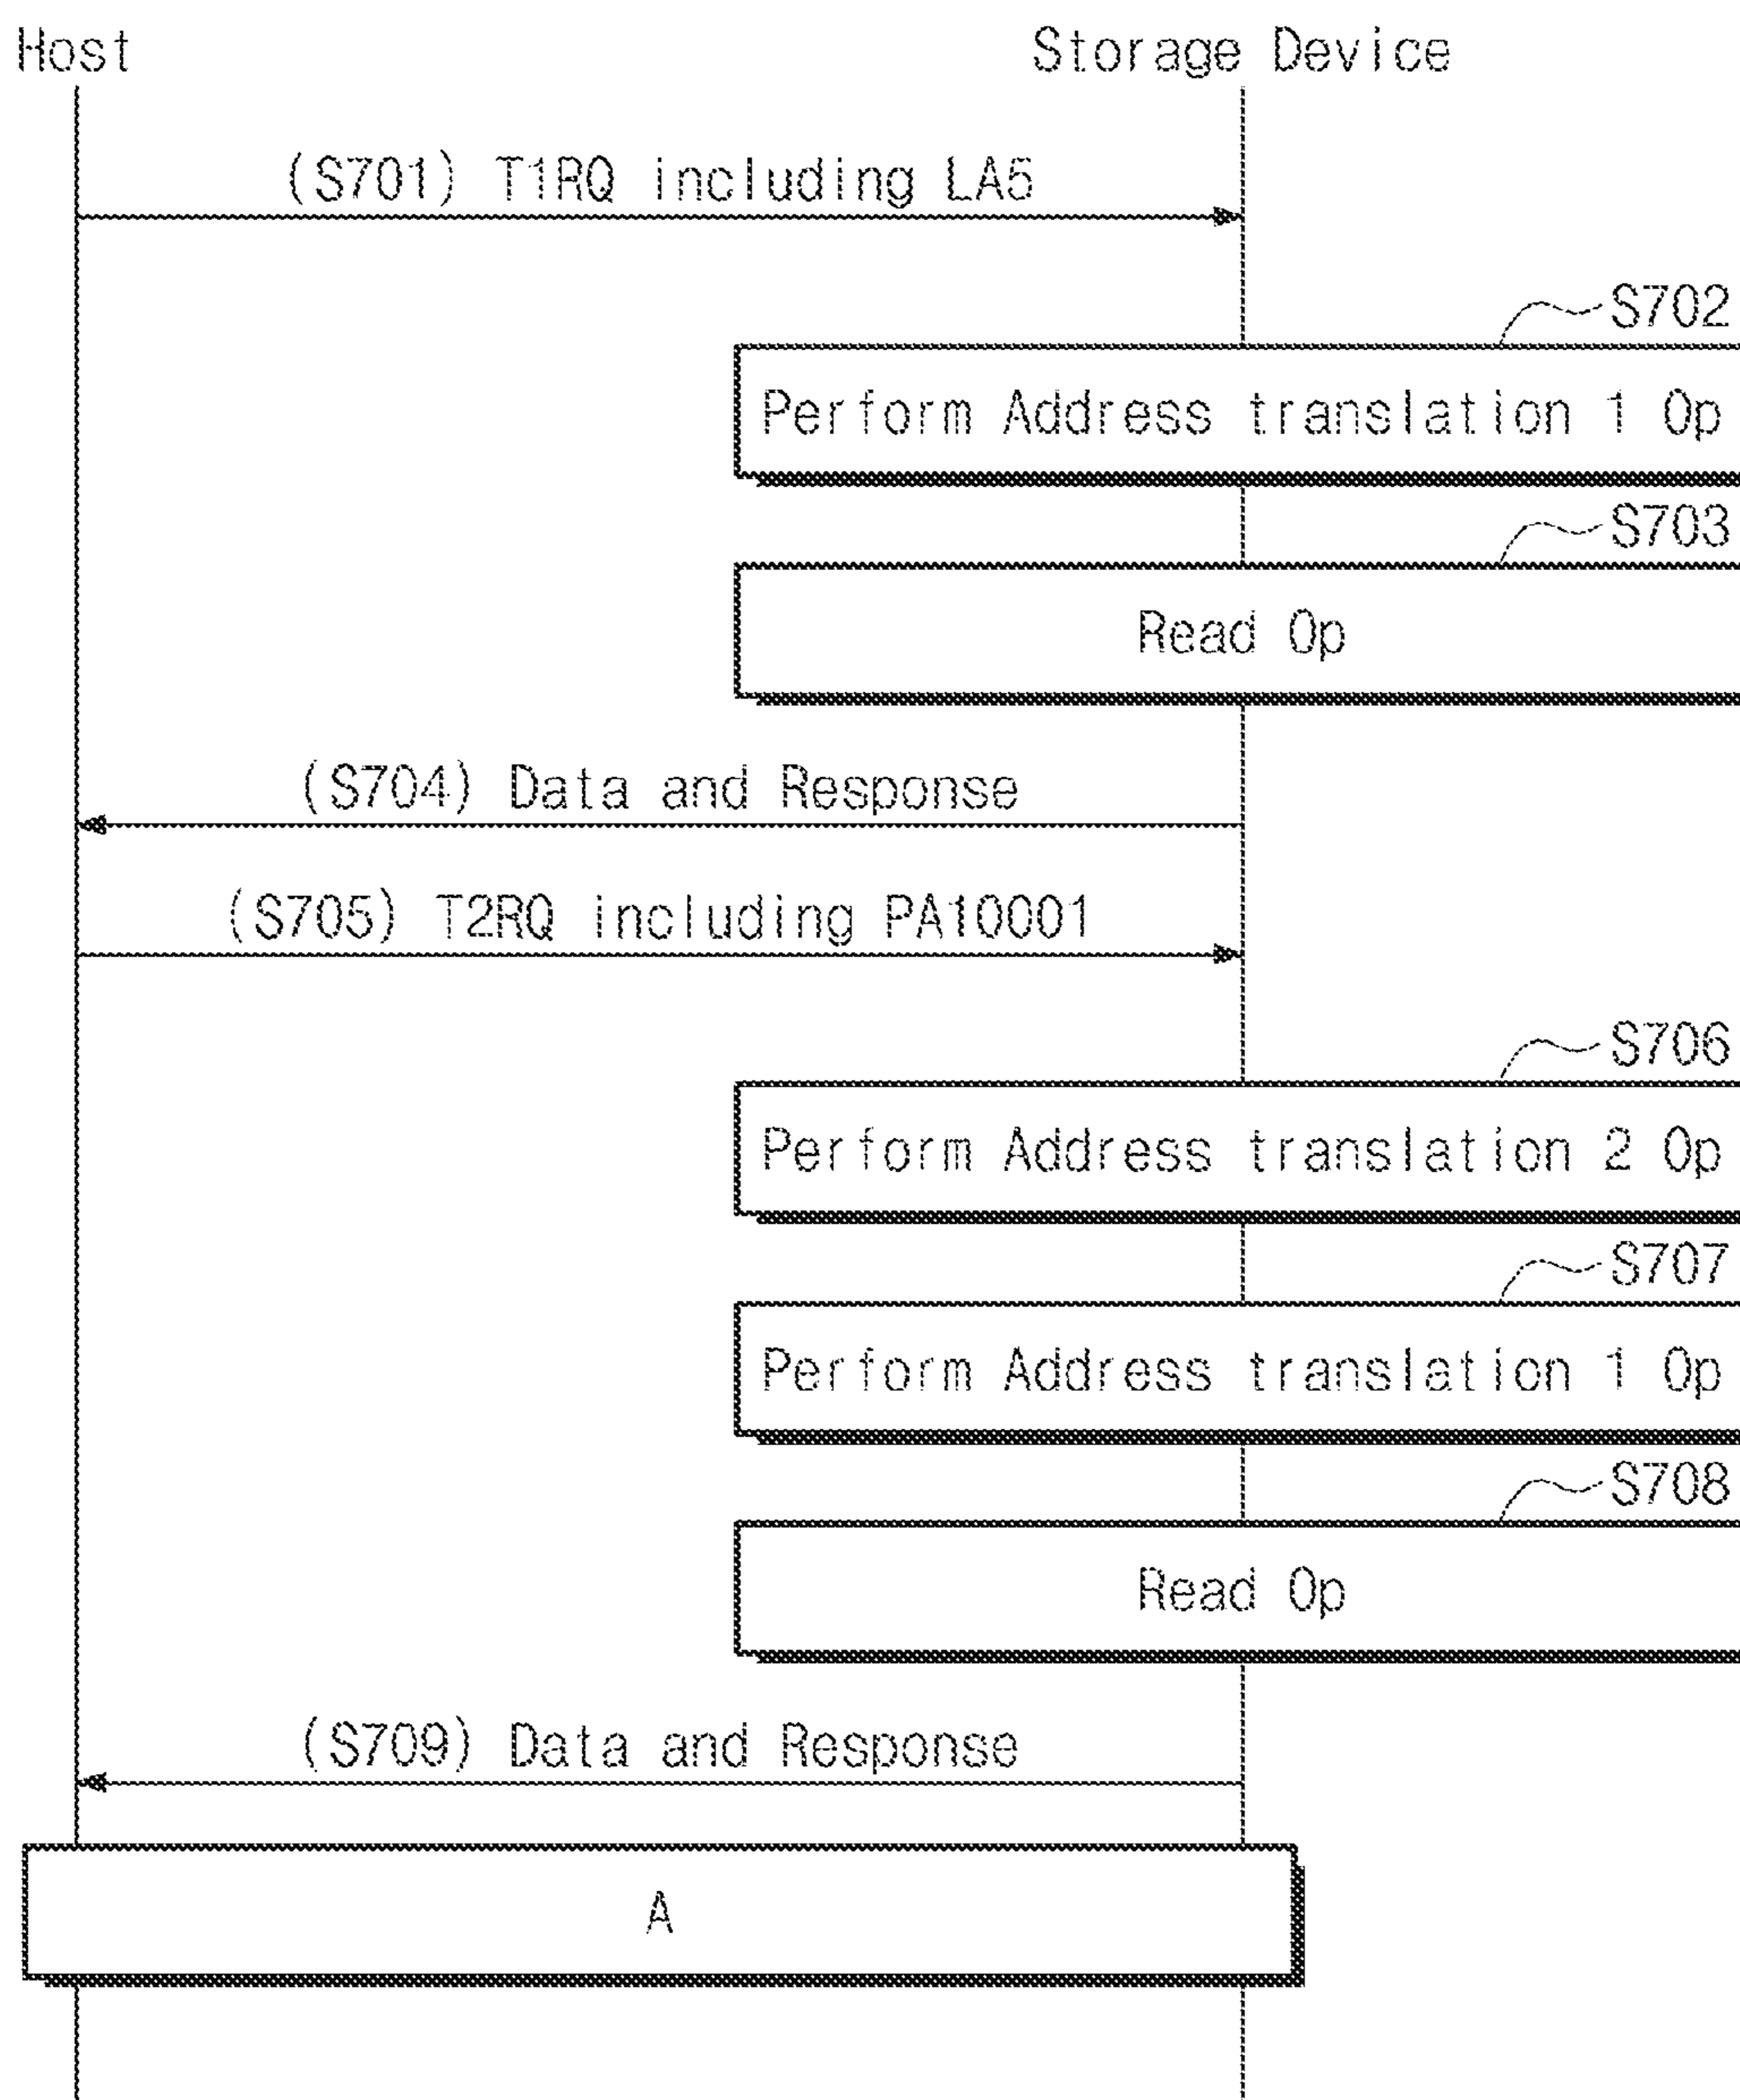 Host
Storage Device
(S701) T1RQ including LA5
S702
Perform Address translation 1 Op
S703
Read Op
(S704) Data and Response
(S705) T2RQ including PA10001
S706
Perform Address translation 2 Op
S707
Perform Address translation 1 Op
S708
Read Op
(S709) Data and Response
A